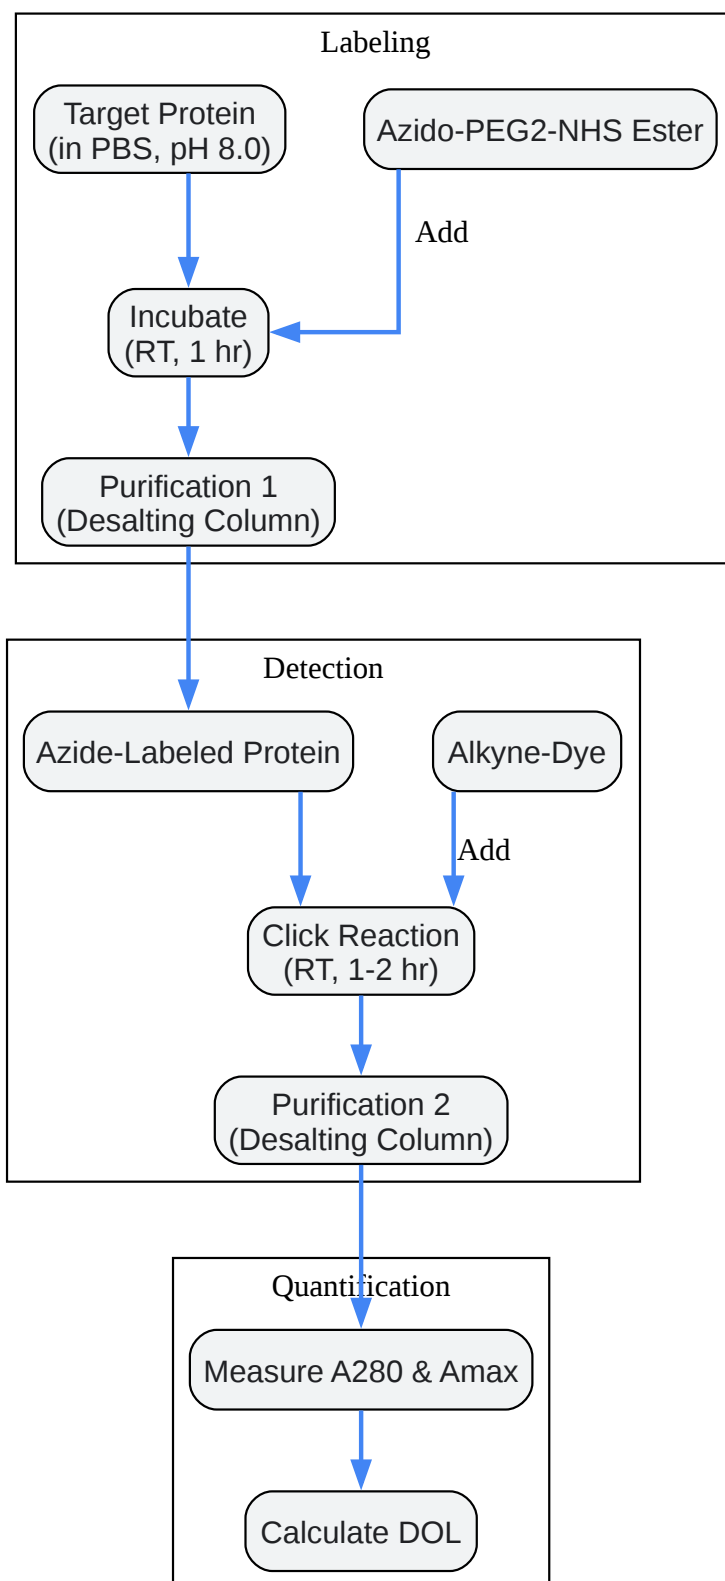 Labeling
Target Protein
(in PBS, pH 8.0)
Azido-PEG2-NHS Ester
Add
Incubate
(RT, 1 hr)
Purification 1
(Desalting Column)
Detection
Azide-Labeled Protein
Alkyne-Dye
Add
Click Reaction
(RT, 1-2 hr)
Purification 2
(Desalting Column)
Quantification
Measure A280 & Amax
Calculate DOL